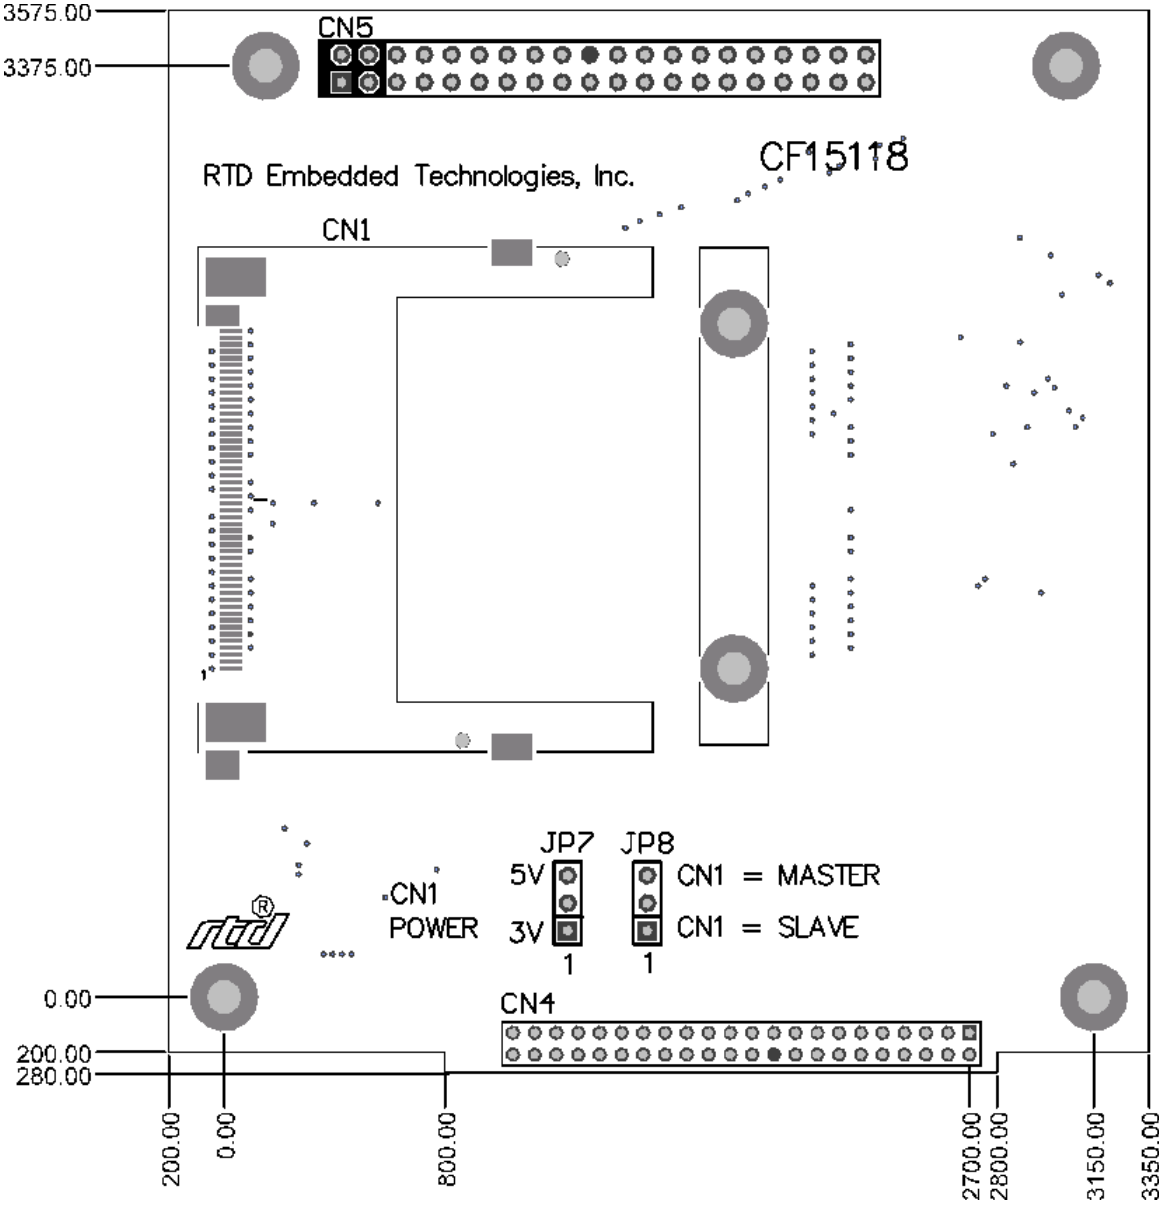 3575.00
CN5
3375.00
CF15118
RTD Embedded Technologies, Inc.
CN1
1
JP7 JP8
5V CN1 = MASTER
CN1
POWER 3V CN1 = SLAVE
rtd®
1 1
0.00
CN4
200.00
280.00
200.00
0.00
800.00
2700.00
2800.00
3150.00
3350.00